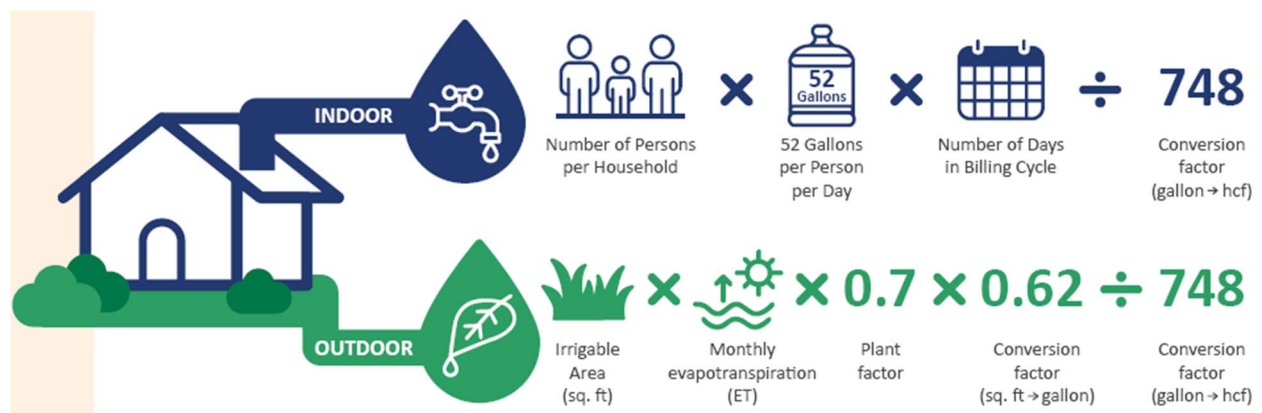 INDOOR
52
Gallons
×
×
÷
748
Number of Persons
per Household
52 Gallons
per Person
per Day
Number of Days
in Billing Cycle
Conversion
factor
(gallon → hcf)
OUTDOOR
×
× 0.7 × 0.62 ÷ 748
Irrigable
Area
(sq. ft)
Monthly
evapotranspiration
(ET)
Plant
factor
Conversion
factor
(sq. ft → gallon)
Conversion
factor
(gallon → hcf)